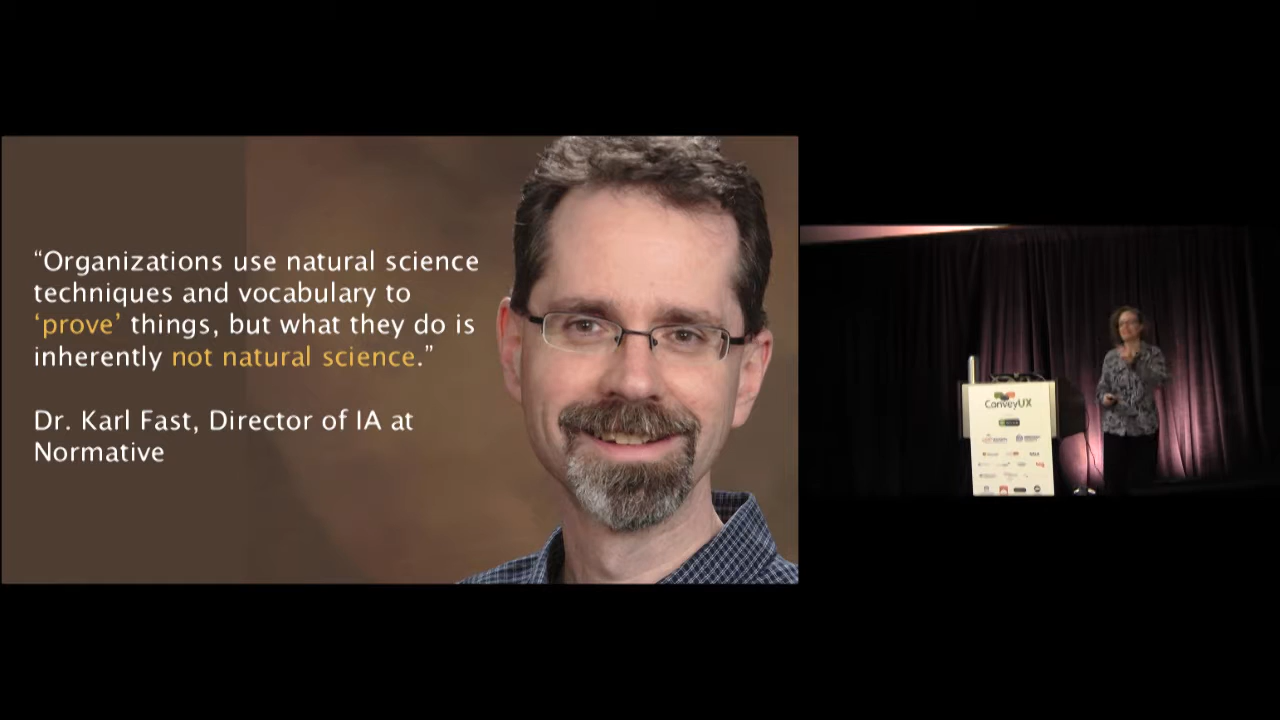 “Organizations use natural science
techniques and vocabulary to
‘prove’ things, but what they do is
inherently not natural science.”
Dr. Karl Fast, Director of IA at
Normative
ConveyUX